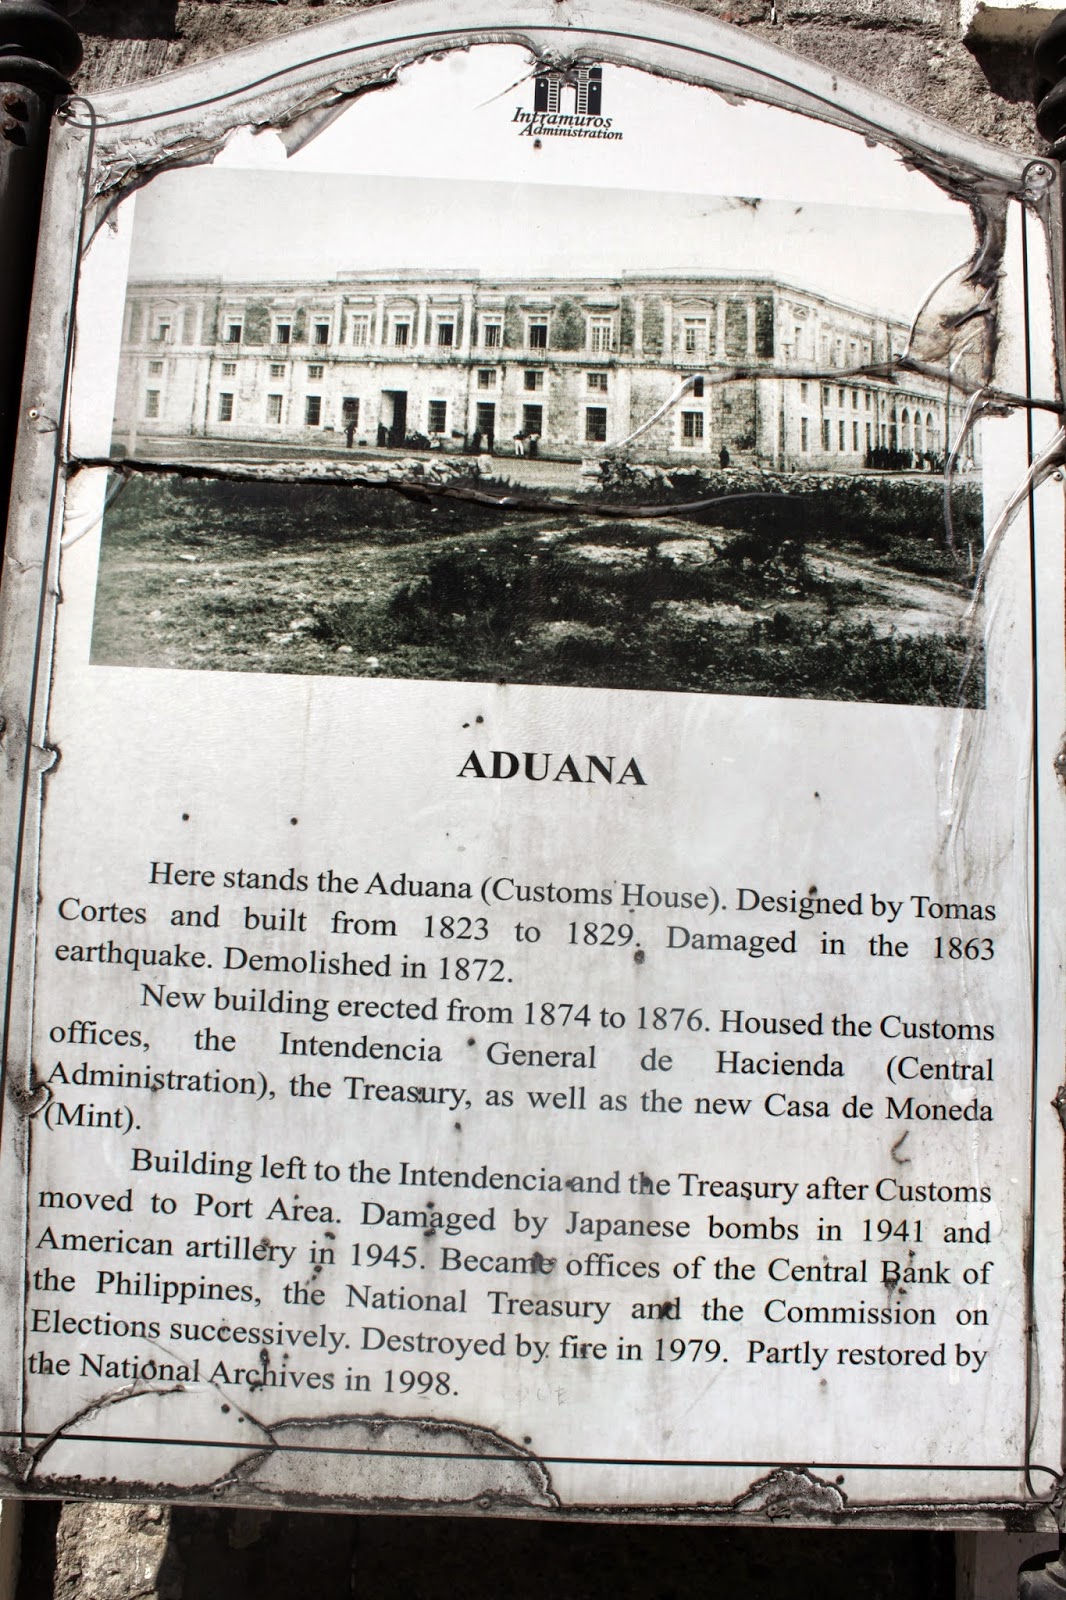 Intramuros
Administration
ADUANA
Here stands the Aduana (Customs House). Designed by Tomas
Cortes and built from 1823 to 1829. Damaged in the 1863
earthquake. Demolished in 1872.
New building erected from 1874 to 1876. Housed the Customs
offices, the Intendencia General de Hacienda (Central
Administration), the Treasury, as well as the new Casa de Moneda
(Mint).
Building left to the Intendencia and the Treasury after Customs
moved to Port Area. Damaged by Japanese bombs in 1941 and
American artillery in 1945. Became offices of the Central Bank of
the Philippines, the National Treasury and the Commission on
Elections successively. Destroyed by fire in 1979. Partly restored by
the National Archives in 1998.